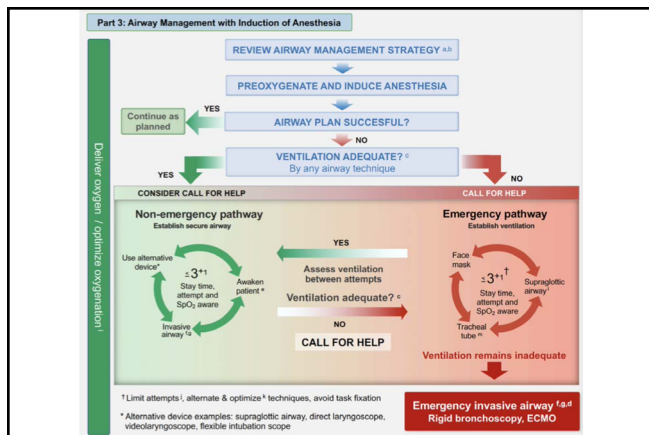 Part 3: Airway Management with Induction of Anesthesia
Deliver oxygen / optimize oxygenation
REVIEW AIRWAY MANAGEMENT STRATEGY a,b
PREOXYGENATE AND INDUCE ANESTHESIA
Continue as
planned
YES
AIRWAY PLAN SUCCESFUL?
NO
VENTILATION ADEQUATE? c
By any airway technique
YES
NO
CONSIDER CALL FOR HELP
CALL FOR HELP
Non-emergency pathway
Establish secure airway
Use alternative
device*
≤3+1
Stay time,
attempt and
SpO2 aware
Awaken
patient e
Invasive
airway f,g
YES
Assess ventilation
between attempts
Ventilation adequate? c
NO
CALL FOR HELP
Emergency pathway
Establish ventilation
Face
mask
≤3+1†
Stay time,
attempt and
SpO2 aware
Supraglottic
airway
Tracheal
tube
Ventilation remains inadequate
† Limit attempts j, alternate & optimize k techniques, avoid task fixation
* Alternative device examples: supraglottic airway, direct laryngoscope,
videolaryngoscope, flexible intubation scope
Emergency invasive airway f,g,d
Rigid bronchoscopy, ECMO